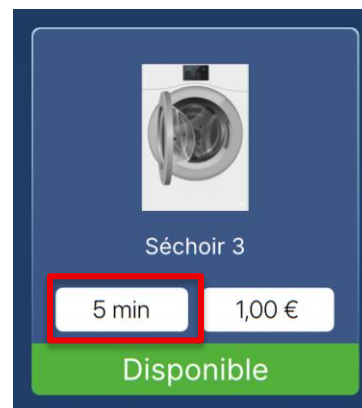 Séchoir 3
5 min 1,00 €
Disponible